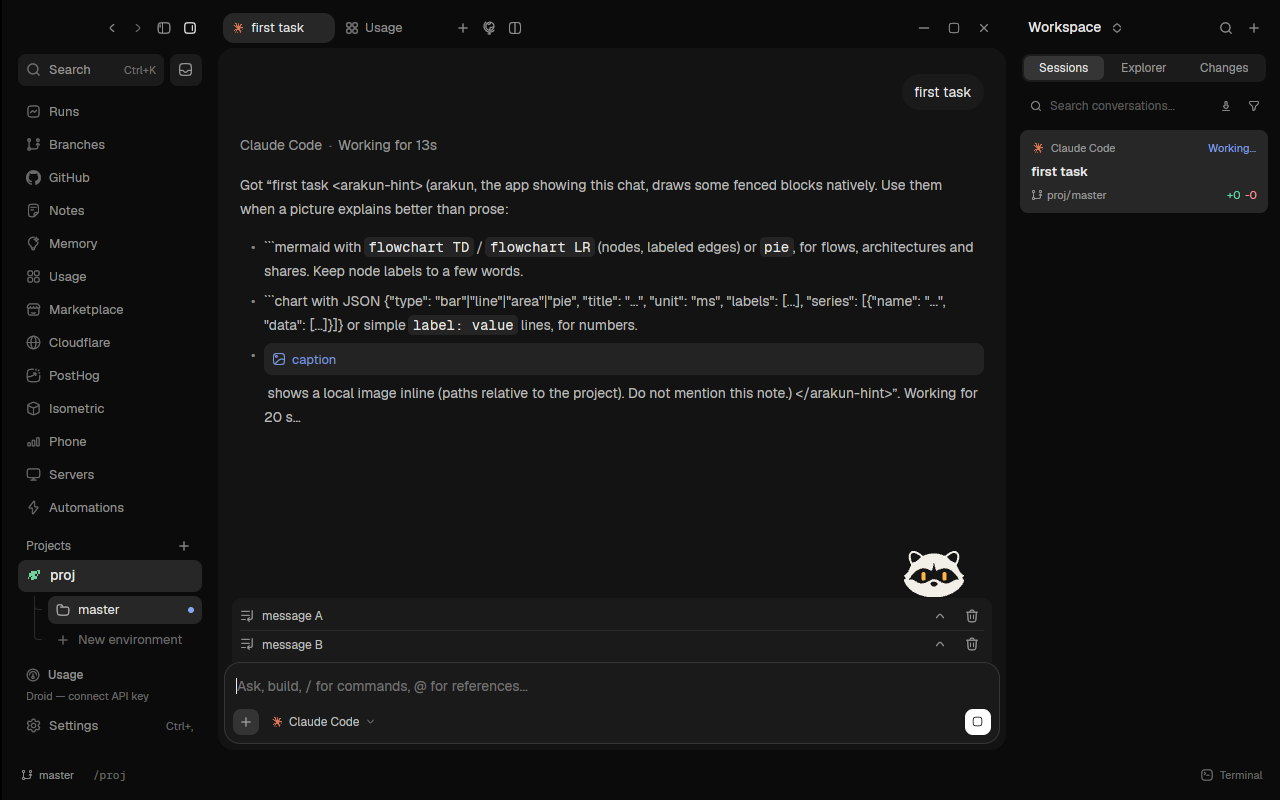 first task
Usage
Workspace
Search
Ctrl+K
Sessions
Explorer
Changes
Runs
Branches
GitHub
Notes
Memory
Usage
Marketplace
Cloudflare
PostHog
Isometric
Phone
Servers
Automations
Projects
proj
master
New environment
Usage
Droid — connect API key
Settings
Ctrl+,
master
/proj
first task
Claude Code · Working for 13s
Got “first task <arakun-hint> (arakun, the app showing this chat, draws some fenced blocks natively. Use them
when a picture explains better than prose:
• ```mermaid with flowchart TD / flowchart LR (nodes, labeled edges) or pie, for flows, architectures and
shares. Keep node labels to a few words.
• ```chart with JSON {"type": "bar"|"line"|"area"|"pie", "title": "…", "unit": "ms", "labels": […], "series": [{"name": "…",
"data": […]}]} or simple label: value lines, for numbers.
• caption
shows a local image inline (paths relative to the project). Do not mention this note.) </arakun-hint>”. Working for
20 s…
message A
message B
Ask, build, / for commands, @ for references…
Claude Code
Search conversations…
Claude Code
Working…
first task
proj/master
+0 -0
Terminal